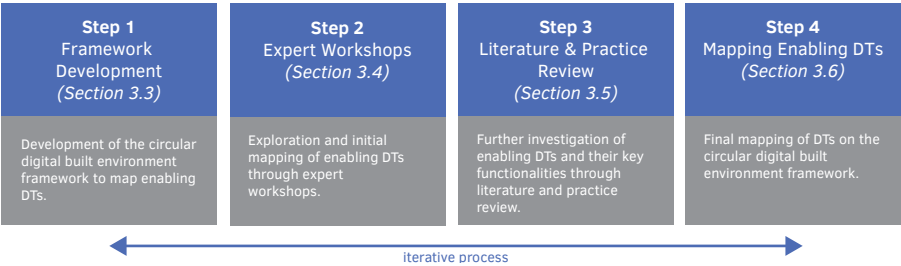 Step 1
Framework
Development
(Section 3.3)
Development of the circular
digital built environment
framework to map enabling
DTs.
Step 2
Expert Workshops
(Section 3.4)
Exploration and initial
mapping of enabling DTs
through expert
workshops.
Step 3
Literature & Practice
Review
(Section 3.5)
Further investigation of
enabling DTs and their key
functionalities through
literature and practice
review.
Step 4
Mapping Enabling DTs
(Section 3.6)
Final mapping of DTs on the
circular digital built
environment framework.
iterative process